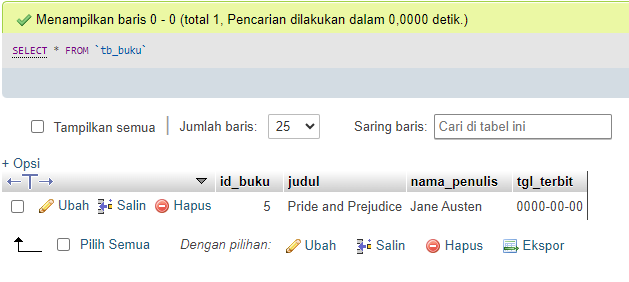 Menampilkan baris 0 - 0 (total 1, Pencarian dilakukan dalam 0,0000 detik.)
SELECT * FROM `tb_buku`
Tampilkan semua Jumlah baris: 25 Saring baris: Cari di tabel ini
+ Opsi
←T→ id_buku judul nama_penulis tgl_terbit
Ubah Salin Hapus 5 Pride and Prejudice Jane Austen 0000-00-00
Pilih Semua Dengan pilihan: Ubah Salin Hapus Ekspor